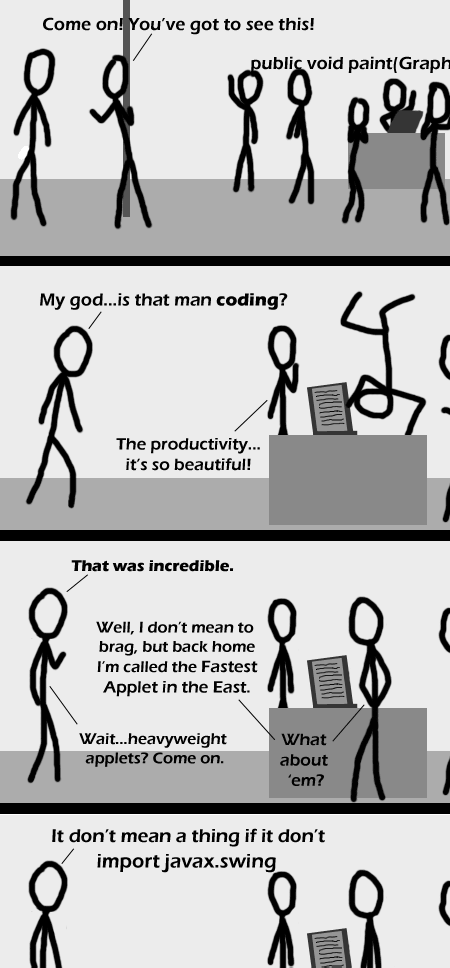 Come on! You've got to see this!
public void paint(Graph
My god...is that man coding?
The productivity...
it's so beautiful!
That was incredible.
Well, I don't mean to
brag, but back home
I'm called the Fastest
Applet in the East.
Wait...heavyweight
applets? Come on.
What
about
'em?
It don't mean a thing if it don't
import javax.swing